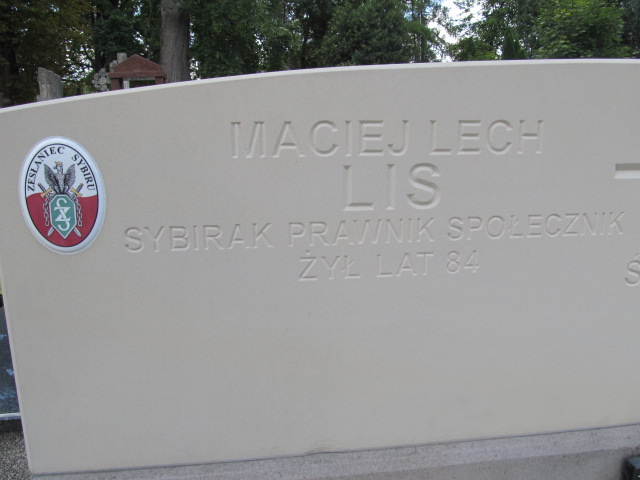 ZESŁANIEC SYBIRU
MACIEJ LECH
LIS
SYBIRAK PRAWNIK SPOŁECZNIK
ŻYŁ LAT 84